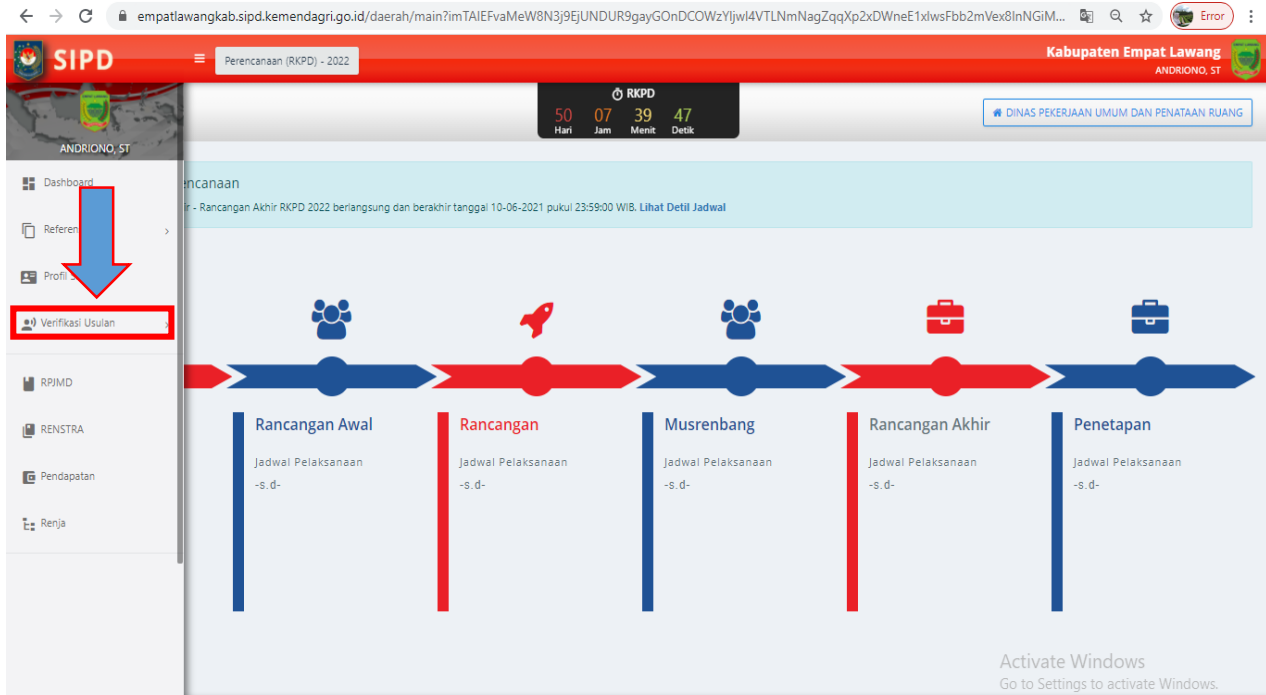 empatlawangkab.sipd.kemendagri.go.id/daerah/main?imTAIEFvaMeW8N3j9EjUNDUR9gayGOnDCOWzYIjwl4VTLNmNagZqqXp2xDWneE1xlwsFbb2mVex8InNGiM...
Error
SIPD
Perencanaan (RKPD) - 2022
Kabupaten Empat Lawang
ANDRIONO, ST
RKPD
50 07 39 47
Hari Jam Menit Detik
DINAS PEKERJAAN UMUM DAN PENATAAN RUANG
ANDRIONO, ST
Dashboard
Referen
Profil
Verifikasi Usulan
RPJMD
RENSTRA
Pendapatan
Renja
encanaan
ir - Rancangan Akhir RKPD 2022 berlangsung dan berakhir tanggal 10-06-2021 pukul 23:59:00 WIB. Lihat Detil Jadwal
Rancangan Awal
Jadwal Pelaksanaan
-s.d-
Rancangan
Jadwal Pelaksanaan
-s.d-
Musrenbang
Jadwal Pelaksanaan
-s.d-
Rancangan Akhir
Jadwal Pelaksanaan
-s.d-
Penetapan
Jadwal Pelaksanaan
-s.d-
Activate Windows
Go to Settings to activate Windows.